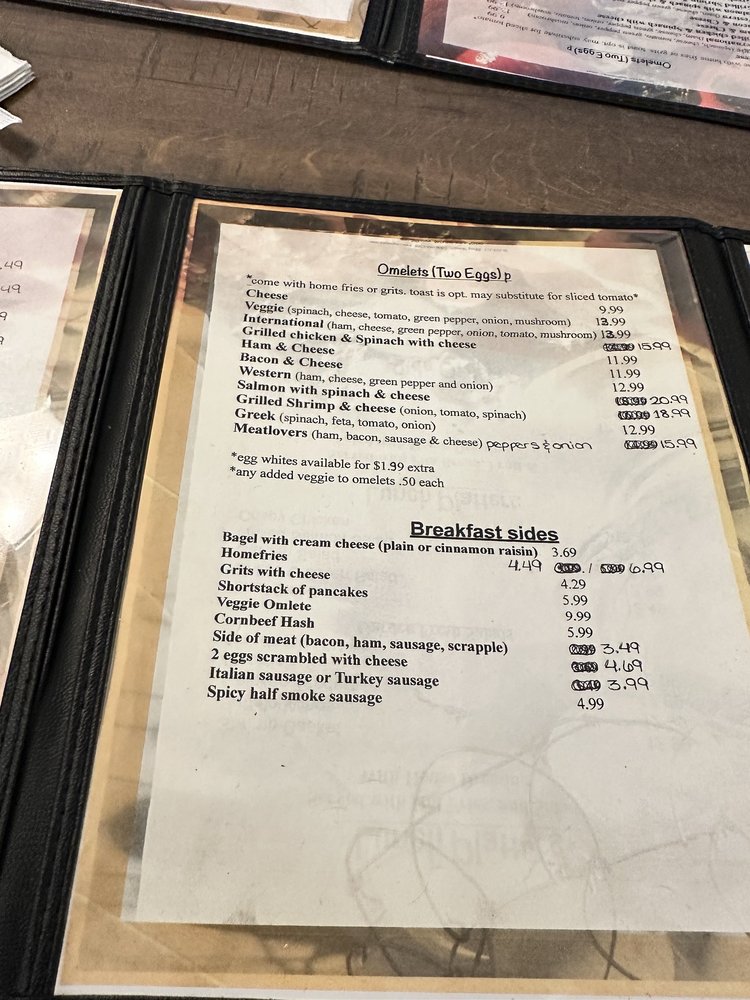 Omelets (Two Eggs) p
*come with home fries or grits. toast is opt. may substitute for sliced tomato*
Cheese 9.99
Veggie (spinach, cheese, tomato, green pepper, onion, mushroom) 13.99
International (ham, cheese, green pepper, onion, tomato, mushroom) 13.99
Grilled chicken & Spinach with cheese 15.99
Ham & Cheese 11.99
Bacon & Cheese 11.99
Western (ham, cheese, green pepper and onion) 12.99
Salmon with spinach & cheese 20.99
Grilled Shrimp & cheese (onion, tomato, spinach) 18.99
Greek (spinach, feta, tomato, onion) 12.99
Meatlovers (ham, bacon, sausage & cheese) peppers & onion 15.99
*egg whites available for $1.99 extra
*any added veggie to omelets .50 each
Breakfast sides
Bagel with cream cheese (plain or cinnamon raisin) 3.69
Homefries 4.49 / 6.99
Grits with cheese 4.29
Shortstack of pancakes 5.99
Veggie Omlete 9.99
Cornbeef Hash 5.99
Side of meat (bacon, ham, sausage, scrapple) 3.49
2 eggs scrambled with cheese 4.69
Italian sausage or Turkey sausage 3.99
Spicy half smoke sausage 4.99
.49
.49
Omelets (Two Eggs) p